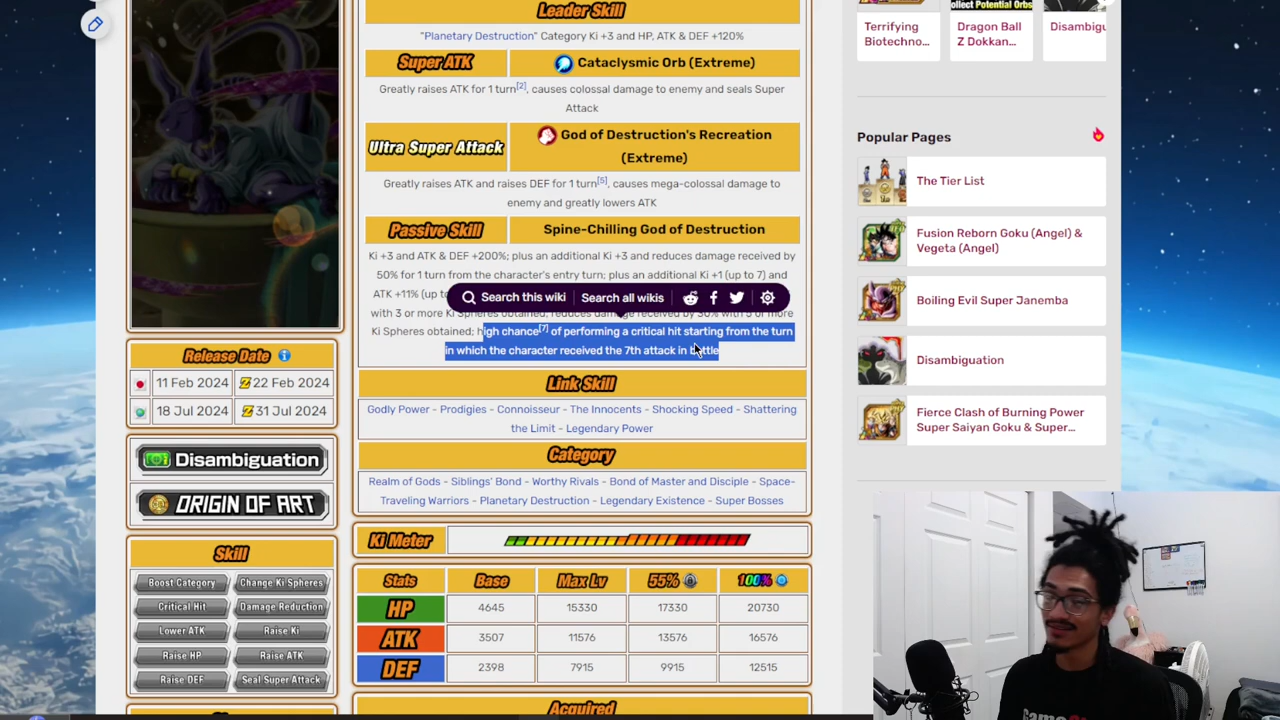 Leader Skill
"Planetary Destruction" Category Ki +3 and HP, ATK & DEF +120%
Super ATK
Cataclysmic Orb (Extreme)
Greatly raises ATK for 1 turn[2], causes colossal damage to enemy and seals Super
Attack
Ultra Super Attack
God of Destruction's Recreation
(Extreme)
Greatly raises ATK and raises DEF for 1 turn[5], causes mega-colossal damage to
enemy and greatly lowers ATK
Passive Skill
Spine-Chilling God of Destruction
Ki +3 and ATK & DEF +200%; plus an additional Ki +3 and reduces damage received by
50% for 1 turn from the character's entry turn; plus an additional Ki +1 (up to 7) and
ATK +11% (up to
Search this wiki
Search all wikis
with 3 or more Ki Spheres obtained, reduces damage received by 30% with 5 or more
Ki Spheres obtained; high chance[7] of performing a critical hit starting from the turn
in which the character received the 7th attack in battle
Link Skill
Godly Power - Prodigies - Connoisseur - The Innocents - Shocking Speed - Shattering
the Limit - Legendary Power
Category
Realm of Gods - Siblings' Bond - Worthy Rivals - Bond of Master and Disciple - Space-
Traveling Warriors - Planetary Destruction - Legendary Existence - Super Bosses
Ki Meter
Stats Base Max Lv 55% 100%
HP 4645 15330 17330 20730
ATK 3507 11576 13576 16576
DEF 2398 7915 9915 12515
Acquired
Release Date
11 Feb 2024 22 Feb 2024
18 Jul 2024 31 Jul 2024
Disambiguation
ORIGIN OF ART
Skill
Boost Category Change Ki Spheres
Critical Hit Damage Reduction
Lower ATK Raise Ki
Raise HP Raise ATK
Raise DEF Seal Super Attack
ollect Potential Orbs
Terrifying
Biotechno...
Dragon Ball
Z Dokkan...
Disambigu
Popular Pages
The Tier List
Fusion Reborn Goku (Angel) &
Vegeta (Angel)
Boiling Evil Super Janemba
Disambiguation
Fierce Clash of Burning Power
Super Saiyan Goku & Super...